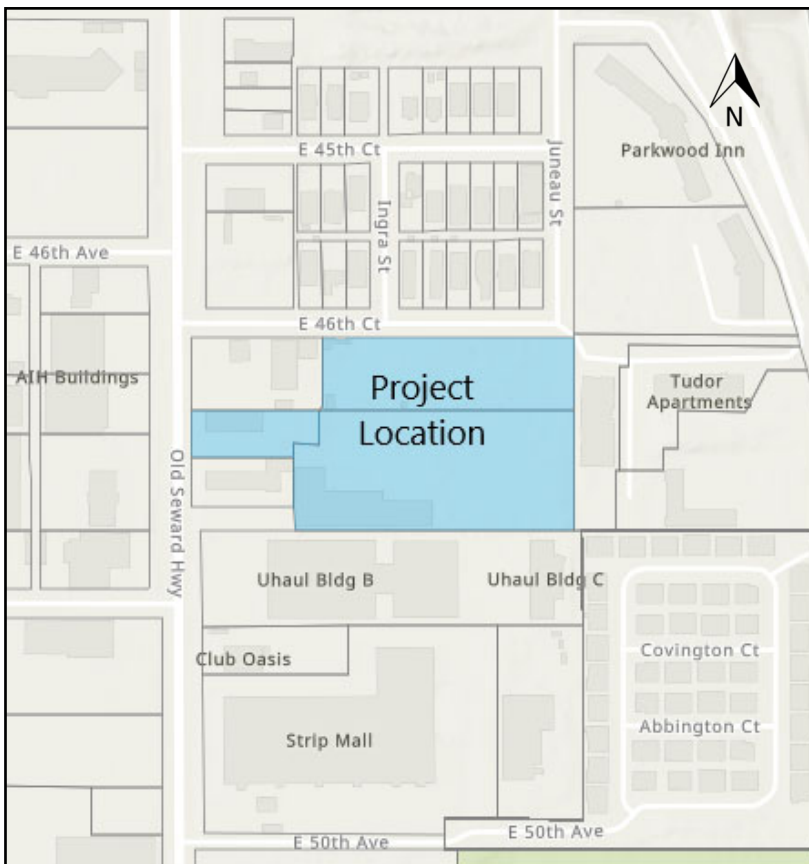 N
Parkwood Inn
E 45th Ct
Juneau St
Ingra St
E 46th Ave
E 46th Ct
AIH Buildings
Project
Location
Tudor
Apartments
Old Seward Hwy
Uhaul Bldg B
Uhaul Bldg C
Club Oasis
Covington Ct
Abbington Ct
Strip Mall
E 50th Ave
E 50th Ave